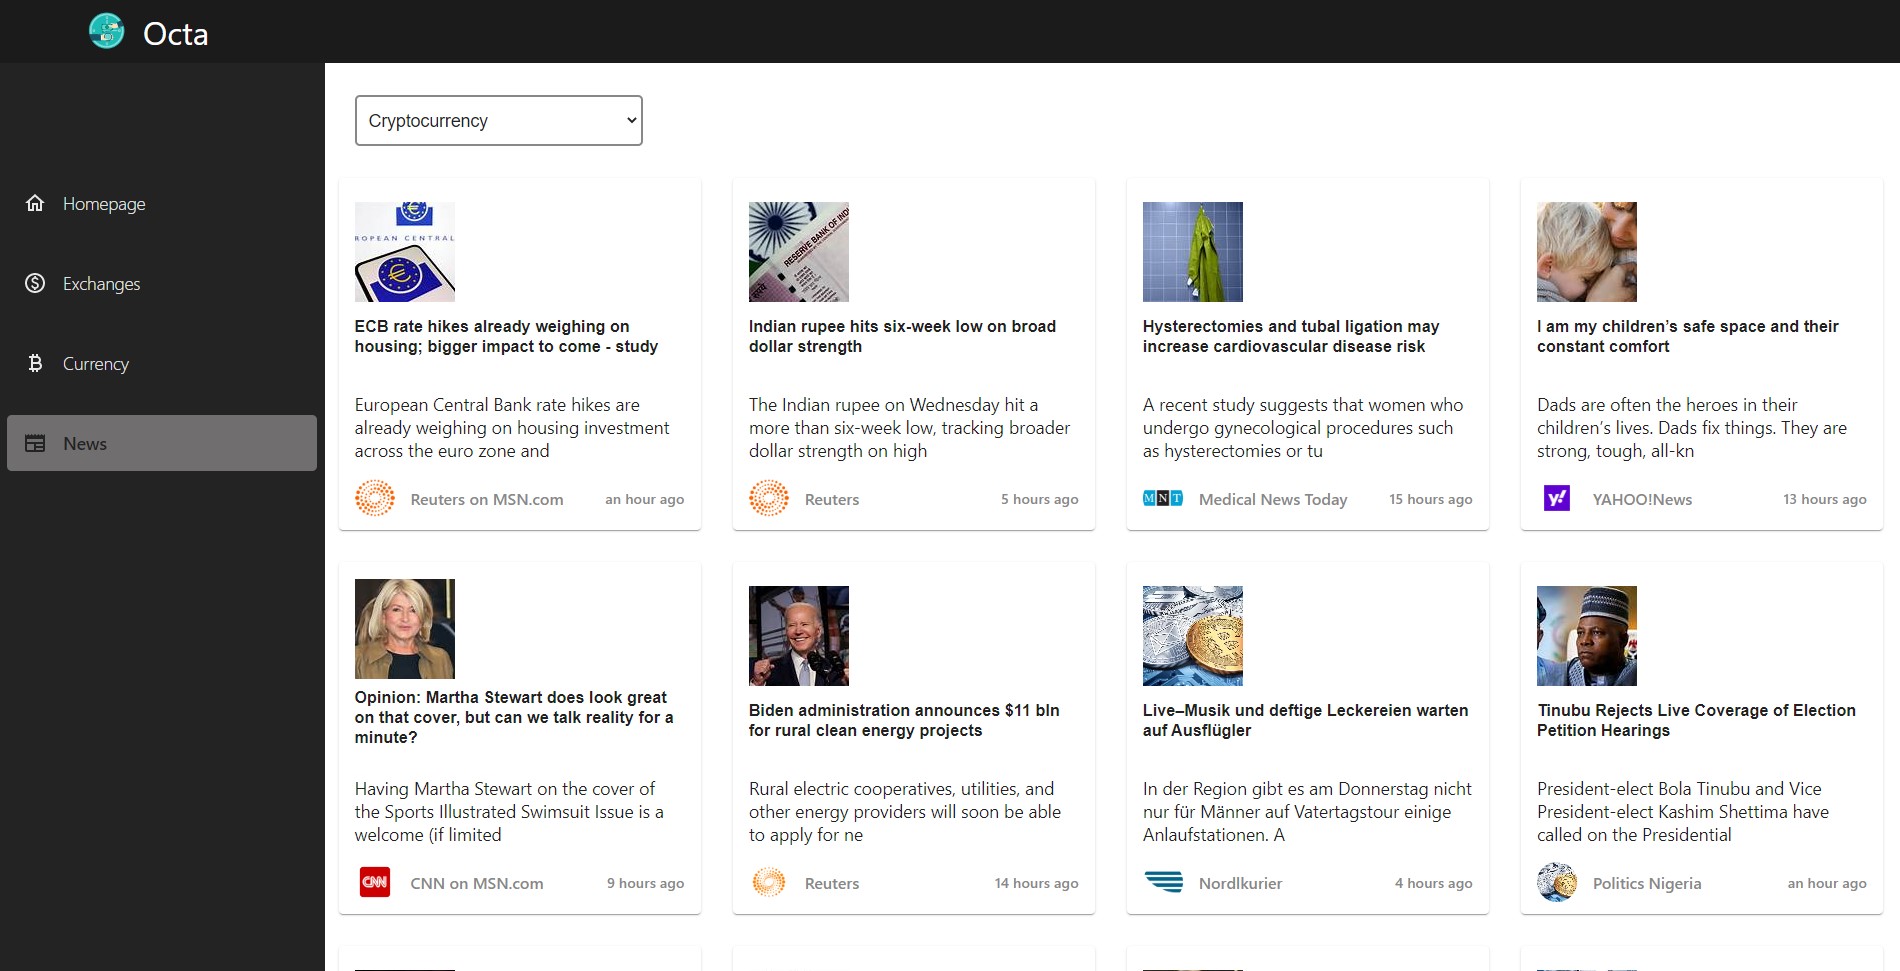 Octa
Homepage
Exchanges
Currency
News
Cryptocurrency
ROPEAN CENTRAL
ECB rate hikes already weighing on
housing; bigger impact to come - study
European Central Bank rate hikes are
already weighing on housing investment
across the euro zone and
Reuters on MSN.com an hour ago
RESERVE BANK OF IND
Indian rupee hits six-week low on broad
dollar strength
The Indian rupee on Wednesday hit a
more than six-week low, tracking broader
dollar strength on high
Reuters 5 hours ago
Hysterectomies and tubal ligation may
increase cardiovascular disease risk
A recent study suggests that women who
undergo gynecological procedures such
as hysterectomies or tu
MNT Medical News Today 15 hours ago
I am my children’s safe space and their
constant comfort
Dads are often the heroes in their
children’s lives. Dads fix things. They are
strong, tough, all-kn
y! YAHOO!News 13 hours ago
Opinion: Martha Stewart does look great
on that cover, but can we talk reality for a
minute?
Having Martha Stewart on the cover of
the Sports Illustrated Swimsuit Issue is a
welcome (if limited
CNN CNN on MSN.com 9 hours ago
Biden administration announces $11 bln
for rural clean energy projects
Rural electric cooperatives, utilities, and
other energy providers will soon be able
to apply for ne
Reuters 14 hours ago
Live–Musik und deftige Leckereien warten
auf Ausflügler
In der Region gibt es am Donnerstag nicht
nur für Männer auf Vatertagstour einige
Anlaufstationen. A
Nordkurier 4 hours ago
Tinubu Rejects Live Coverage of Election
Petition Hearings
President-elect Bola Tinubu and Vice
President-elect Kashim Shettima have
called on the Presidential
Politics Nigeria an hour ago